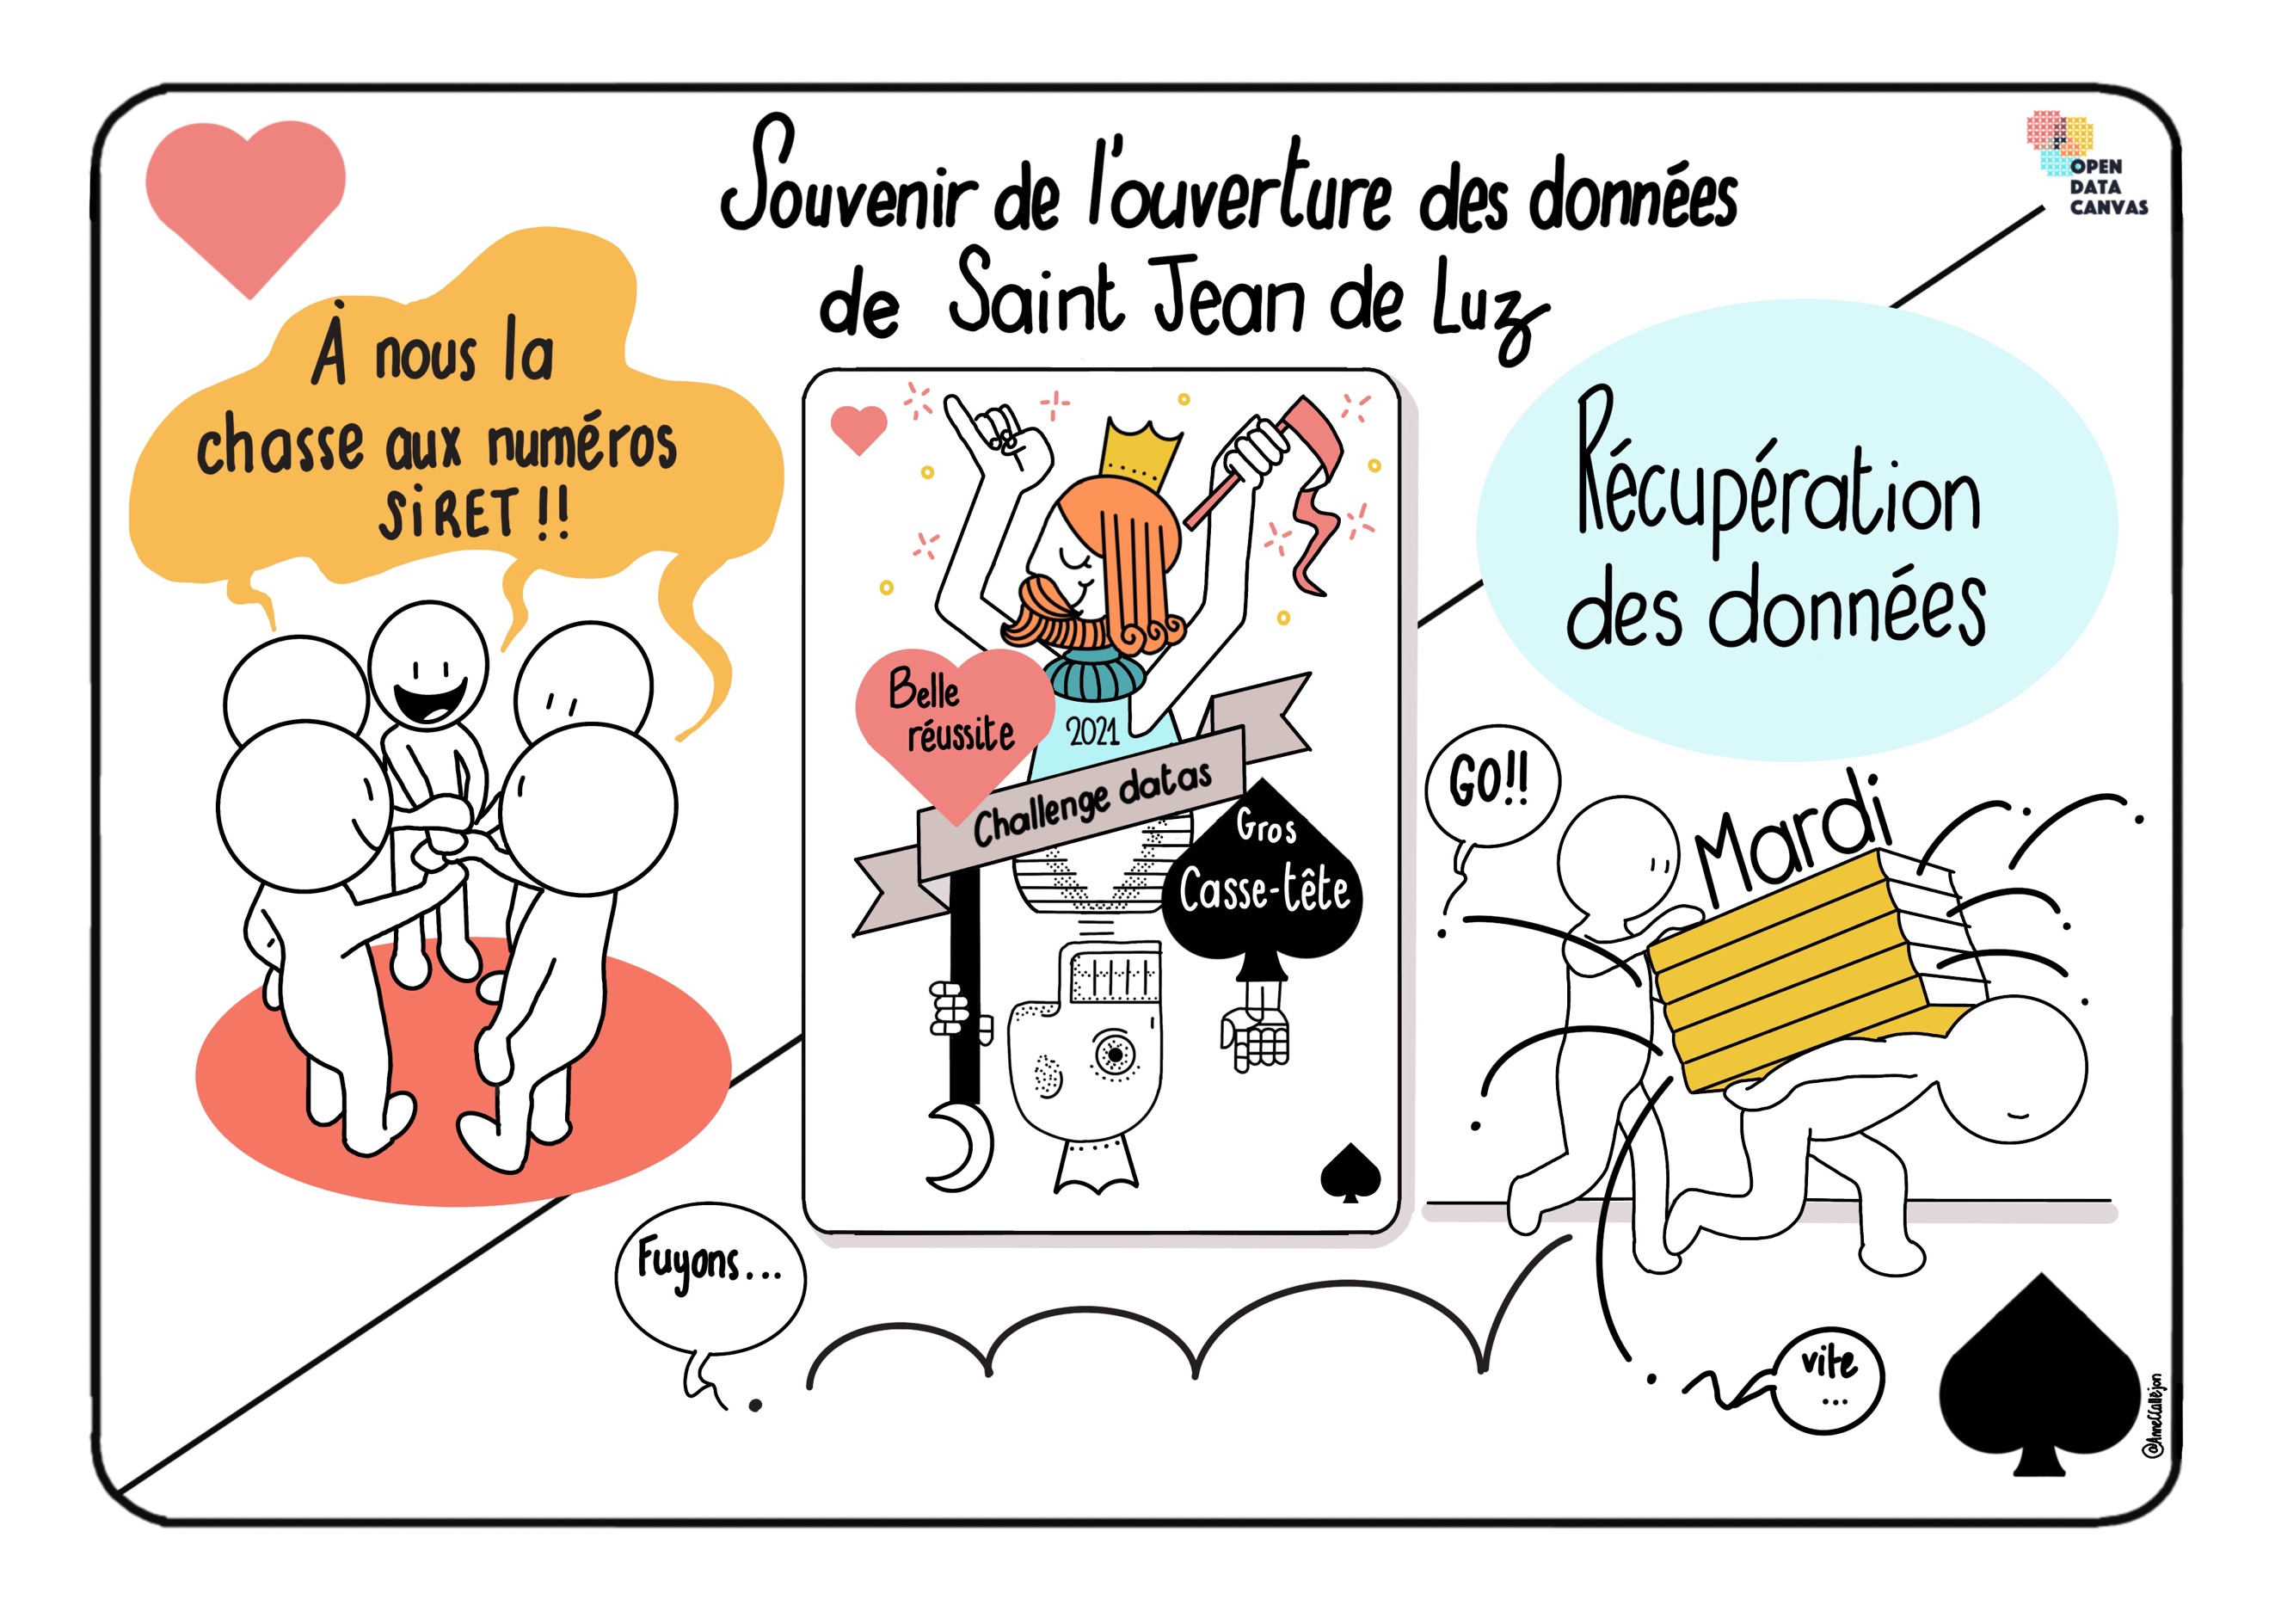 Souvenir de l'ouverture des données
de Saint Jean de Luz
OPEN
DATA
CANVAS
À nous la
chasse aux numéros
SiRET !!
Belle
réussite
2021
Challenge datas
Gros
Casse-tête
Récupération
des données
GO!!
Mardi
Fuyons...
vite
...
@AnneCCallejon